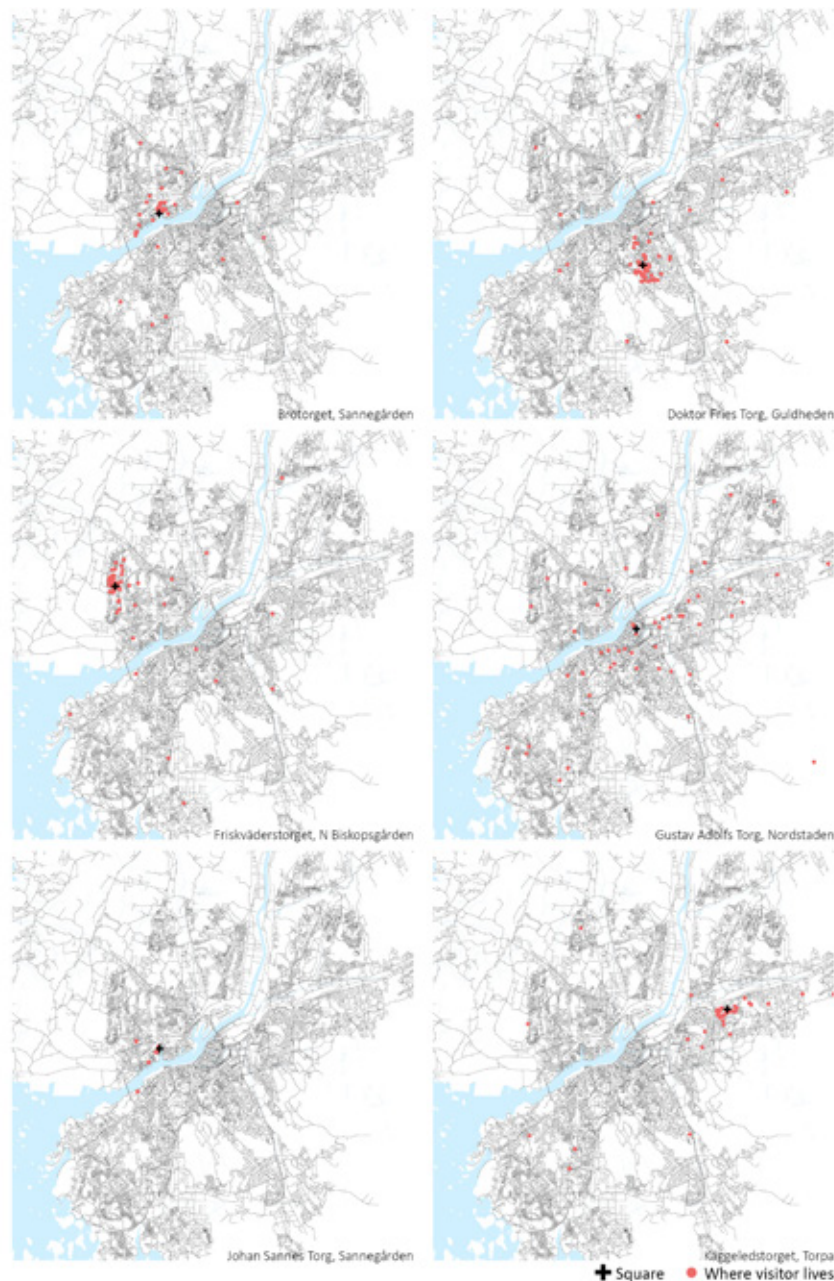 Brotorget, Sannegården
Doktor Fries Torg, Guldheden
Friskväderstorget, N Biskopsgården
Gustav Adolfs Torg, Nordstaden
Johan Sannes Torg, Sannegården
Kaggeledstorget, Torpa
Square
Where visitor lives